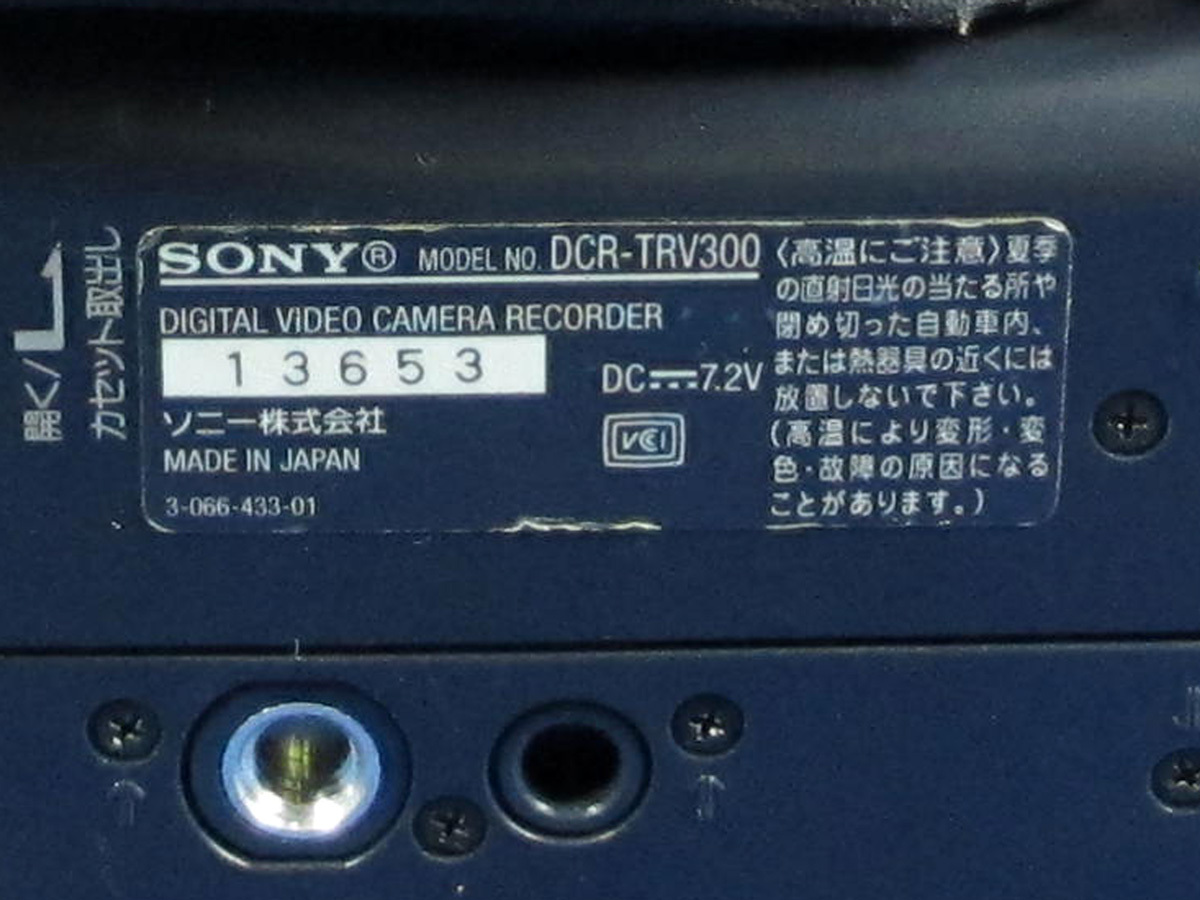 SONY® MODEL NO. DCR-TRV300
DIGITAL VIDEO CAMERA RECORDER
13653
DC 7.2V
ソニー株式会社
VCCI
MADE IN JAPAN
3-066-433-01
〈高温にご注意〉夏季
の直射日光の当たる所や
閉め切った自動車内、
または熱器具の近くには
放置しないで下さい。
(高温により変形・変
色・故障の原因になる
ことがあります。)
開く/
カセット取出し